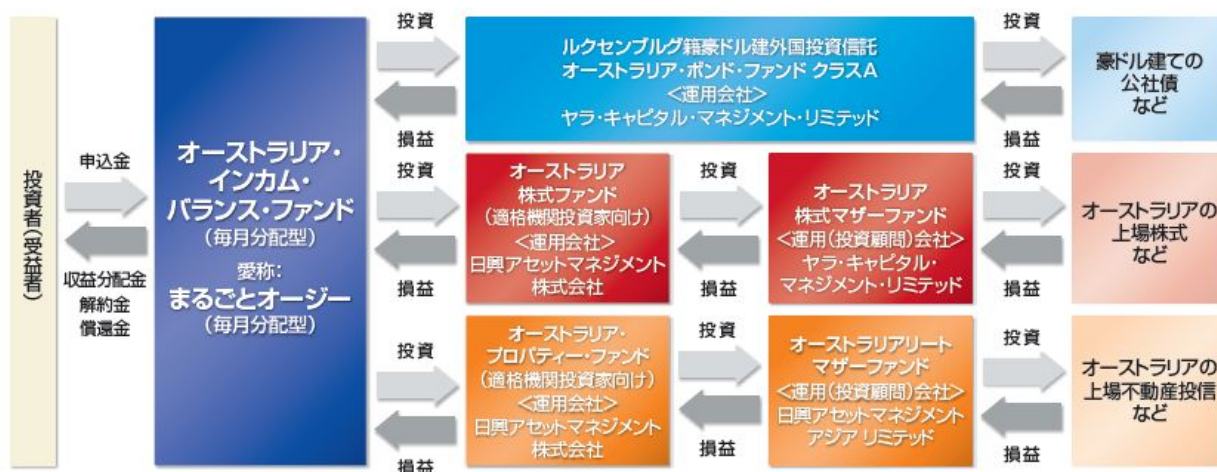 投資者(受益者)
申込金
収益分配金
解約金
償還金
オーストラリア・
インカム・
バランス・ファンド
(毎月分配型)
愛称:
まるごとオージー
(毎月分配型)
投資
損益
ルクセンブルグ籍豪ドル建外国投資信託
オーストラリア・ボンド・ファンド クラスA
<運用会社>
ヤラ・キャピタル・マネジメント・リミテッド
投資
損益
豪ドル建ての
公社債
など
投資
損益
オーストラリア
株式ファンド
(適格機関投資家向け)
<運用会社>
日興アセットマネジメント
株式会社
投資
損益
オーストラリア
株式マザーファンド
<運用(投資顧問)会社>
ヤラ・キャピタル・
マネジメント・リミテッド
投資
損益
オーストラリアの
上場株式
など
投資
損益
オーストラリア・
プロパティー・ファンド
(適格機関投資家向け)
<運用会社>
日興アセットマネジメント
株式会社
投資
損益
オーストラリアリート
マザーファンド
<運用(投資顧問)会社>
日興アセットマネジメント
アジア リミテッド
投資
損益
オーストラリアの
上場不動産投信
など